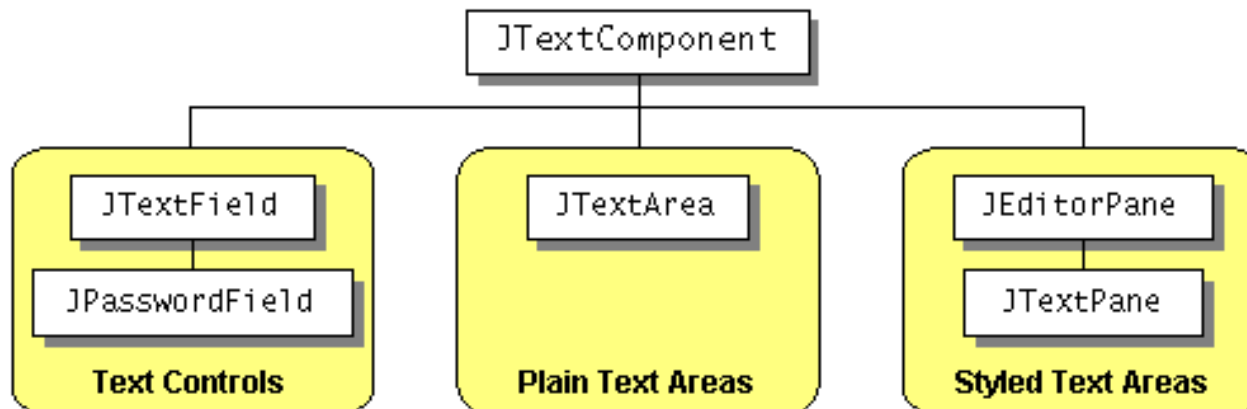 JTextComponent
JTextField
JPasswordField
Text Controls
JTextArea
Plain Text Areas
JEditorPane
JTextPane
Styled Text Areas